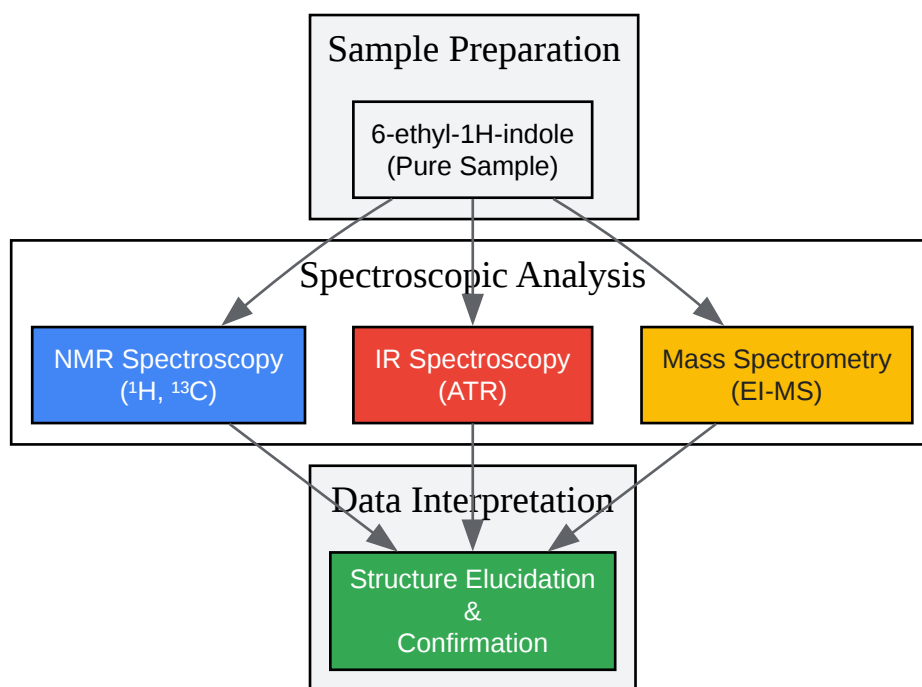 Sample Preparation
6-ethyl-1H-indole
(Pure Sample)
Spectroscopic Analysis
NMR Spectroscopy
(¹H, ¹³C)
IR Spectroscopy
(ATR)
Mass Spectrometry
(EI-MS)
Data Interpretation
Structure Elucidation
&
Confirmation